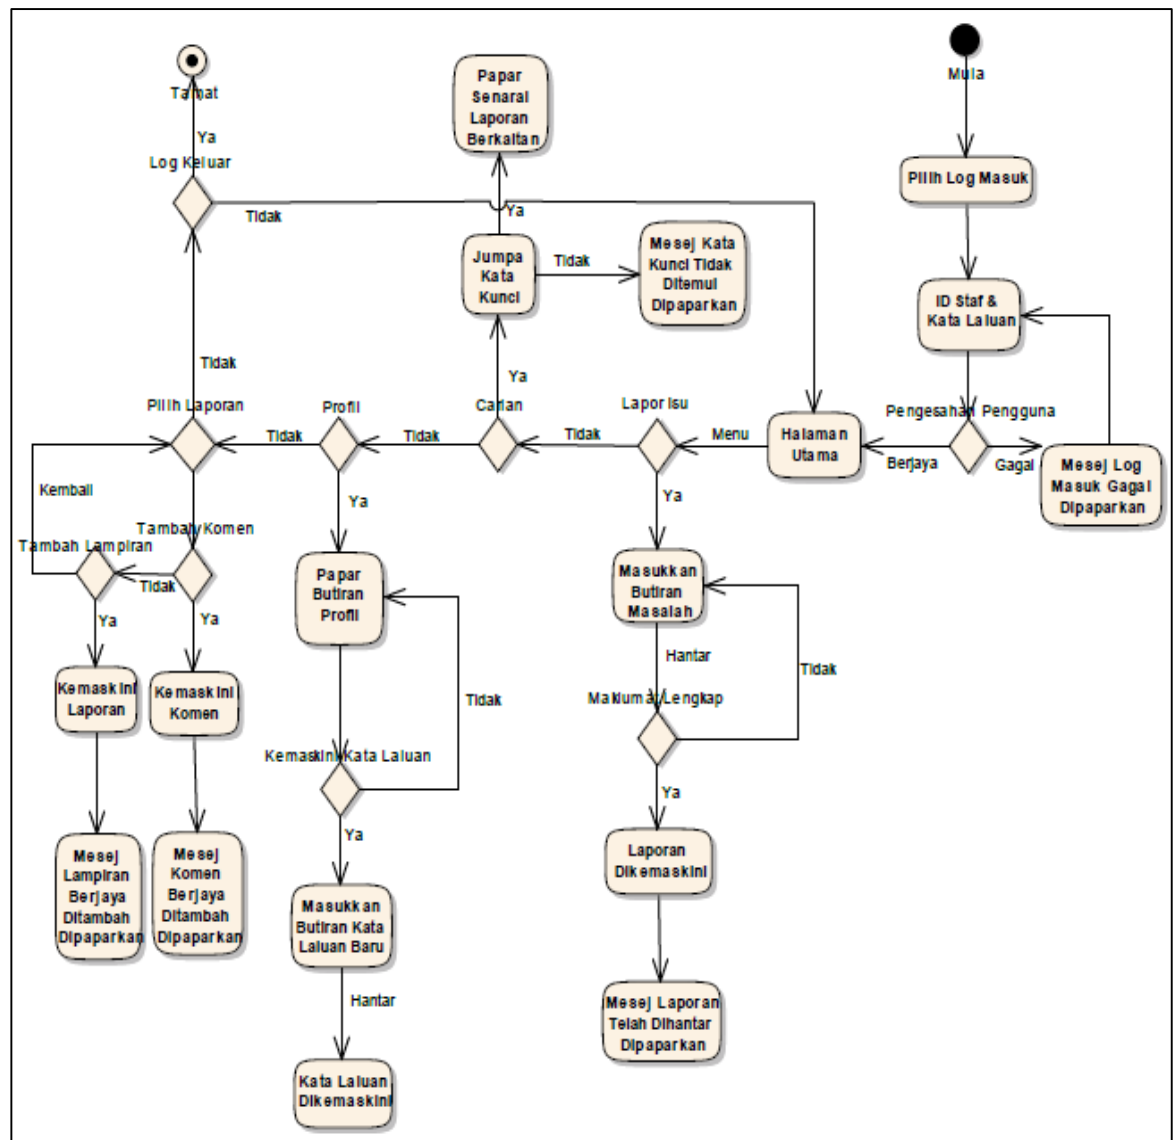 Mula
Tamat
Papar
Senarai
Laporan
Berkaitan
Ya
Log Keluar
Pilih Log Masuk
Tidak
Ya
Jumpa
Kata
Kunci
Tidak
Mesej Kata
Kunci Tidak
Ditemui
Dipaparkan
ID Staf &
Kata Laluan
Tidak
Ya
Pilih Laporan
Profil
Carian
Lapor Isu
Pengesahan Pengguna
Tidak
Tidak
Tidak
Menu
Halaman
Utama
Berjaya
Gagal
Mesej Log
Masuk Gagal
Dipaparkan
Kembali
Ya
Ya
Tambah Komen
Tambah Lampiran
Tidak
Papar
Butiran
Profil
Masukkan
Butiran
Masalah
Ya
Ya
Hantar
Tidak
Tidak
Kemaskini
Laporan
Kemaskini
Komen
Maklumat Lengkap
Kemaskini Kata Laluan
Ya
Ya
Mesej
Lampiran
Berjaya
Ditambah
Dipaparkan
Mesej
Komen
Berjaya
Ditambah
Dipaparkan
Laporan
Dikemaskini
Masukkan
Butiran Kata
Laluan Baru
Hantar
Mesej Laporan
Telah Dihantar
Dipaparkan
Kata Laluan
Dikemaskini